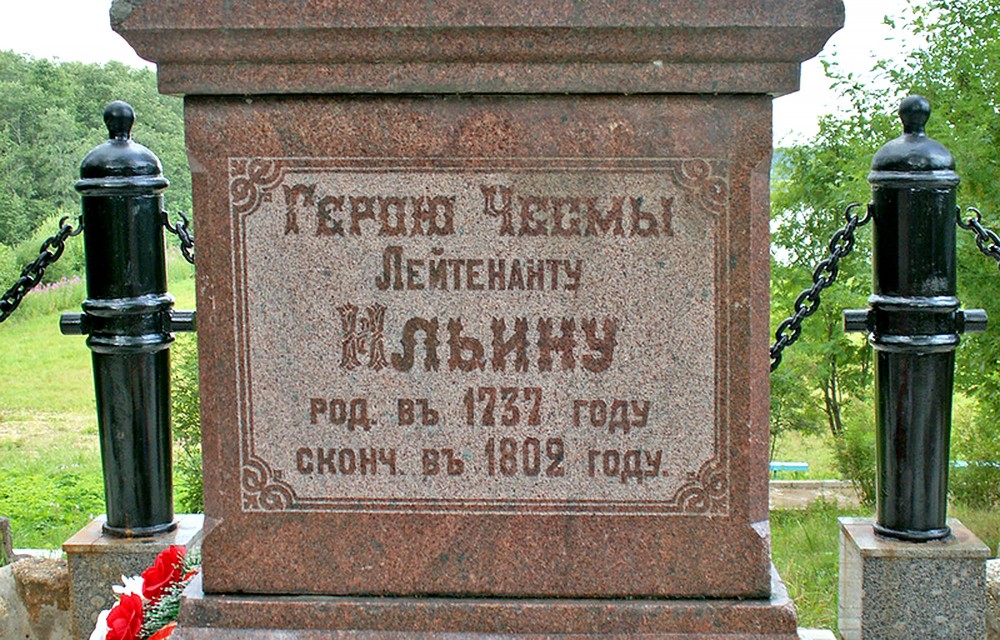 Герою Чесмы
Лейтенанту
Ильину
род. въ 1737 году
сконч. въ 1802 году.